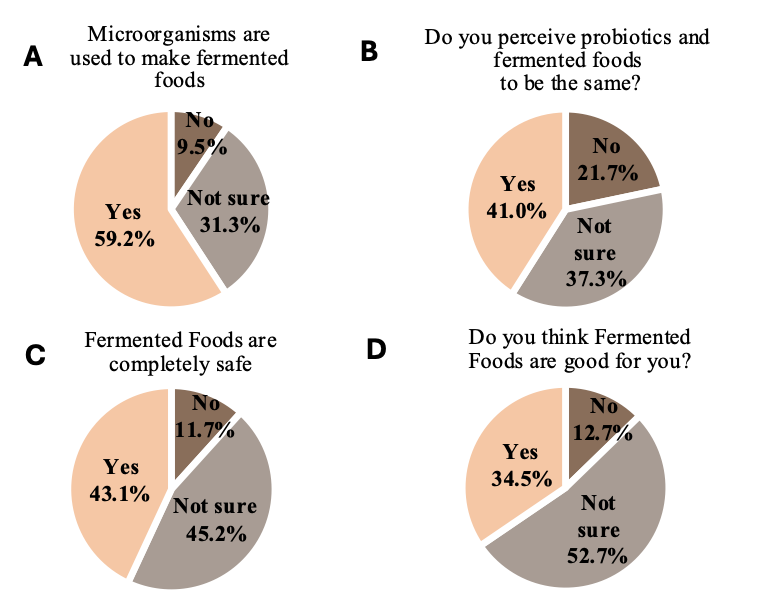 A
Microorganisms are
used to make fermented
foods
No
9.5%
Not sure
31.3%
Yes
59.2%
B
Do you perceive probiotics and
fermented foods
to be the same?
No
21.7%
Yes
41.0%
Not
sure
37.3%
C
Fermented Foods are
completely safe
No
11.7%
Yes
43.1%
Not sure
45.2%
D
Do you think Fermented
Foods are good for you?
No
12.7%
Yes
34.5%
Not
sure
52.7%